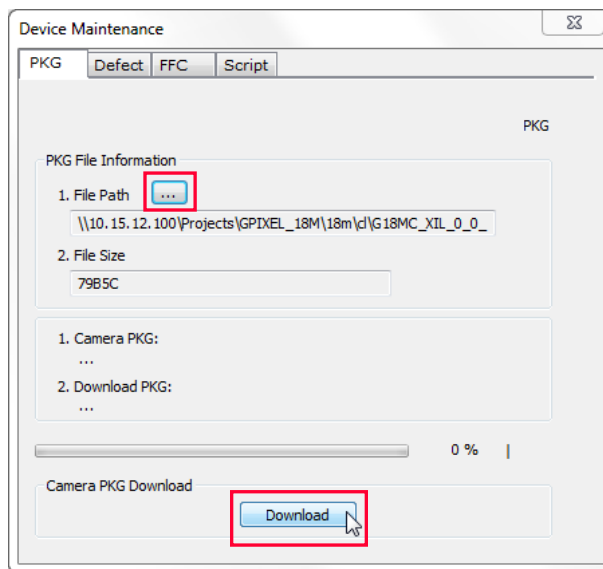 Device Maintenance
PKG Defect FFC Script
PKG
PKG File Information
1. File Path ...
\\10.15.12.100\Projects\GPIXEL_18M\18m\cl\G18MC_XIL_0_0_
2. File Size
79B5C
1. Camera PKG:
...
2. Download PKG:
...
0 % |
Camera PKG Download
Download